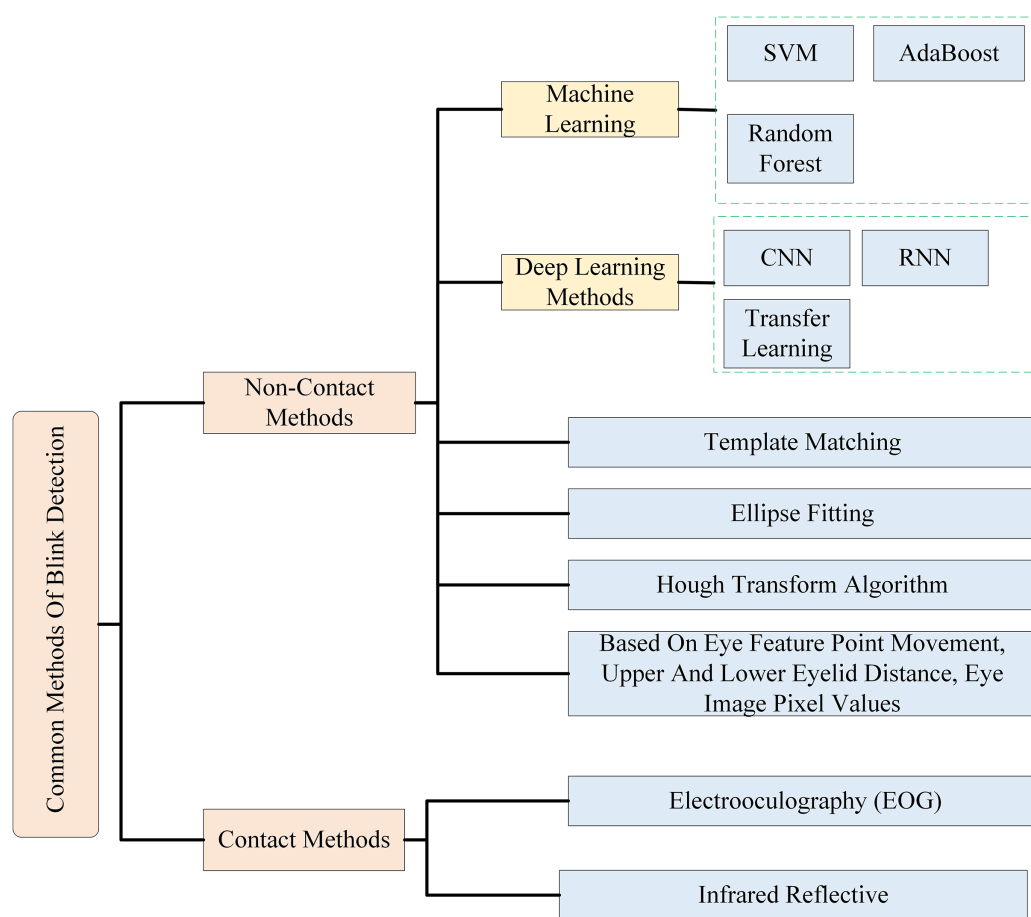 Common Methods Of Blink Detection
Non-Contact
Methods
Machine
Learning
SVM
AdaBoost
Random
Forest
Deep Learning
Methods
CNN
RNN
Transfer
Learning
Template Matching
Ellipse Fitting
Hough Transform Algorithm
Based On Eye Feature Point Movement,
Upper And Lower Eyelid Distance, Eye
Image Pixel Values
Contact Methods
Electrooculography (EOG)
Infrared Reflective